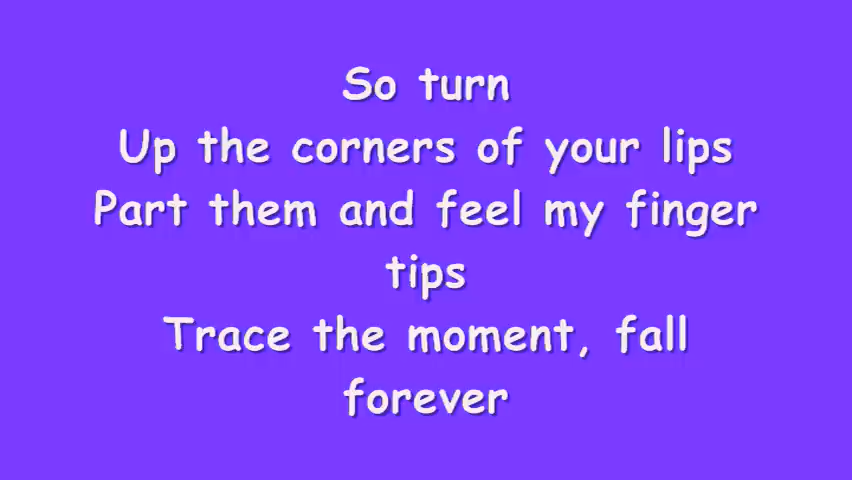 So turn
Up the corners of your lips
Part them and feel my finger
tips
Trace the moment, fall
forever